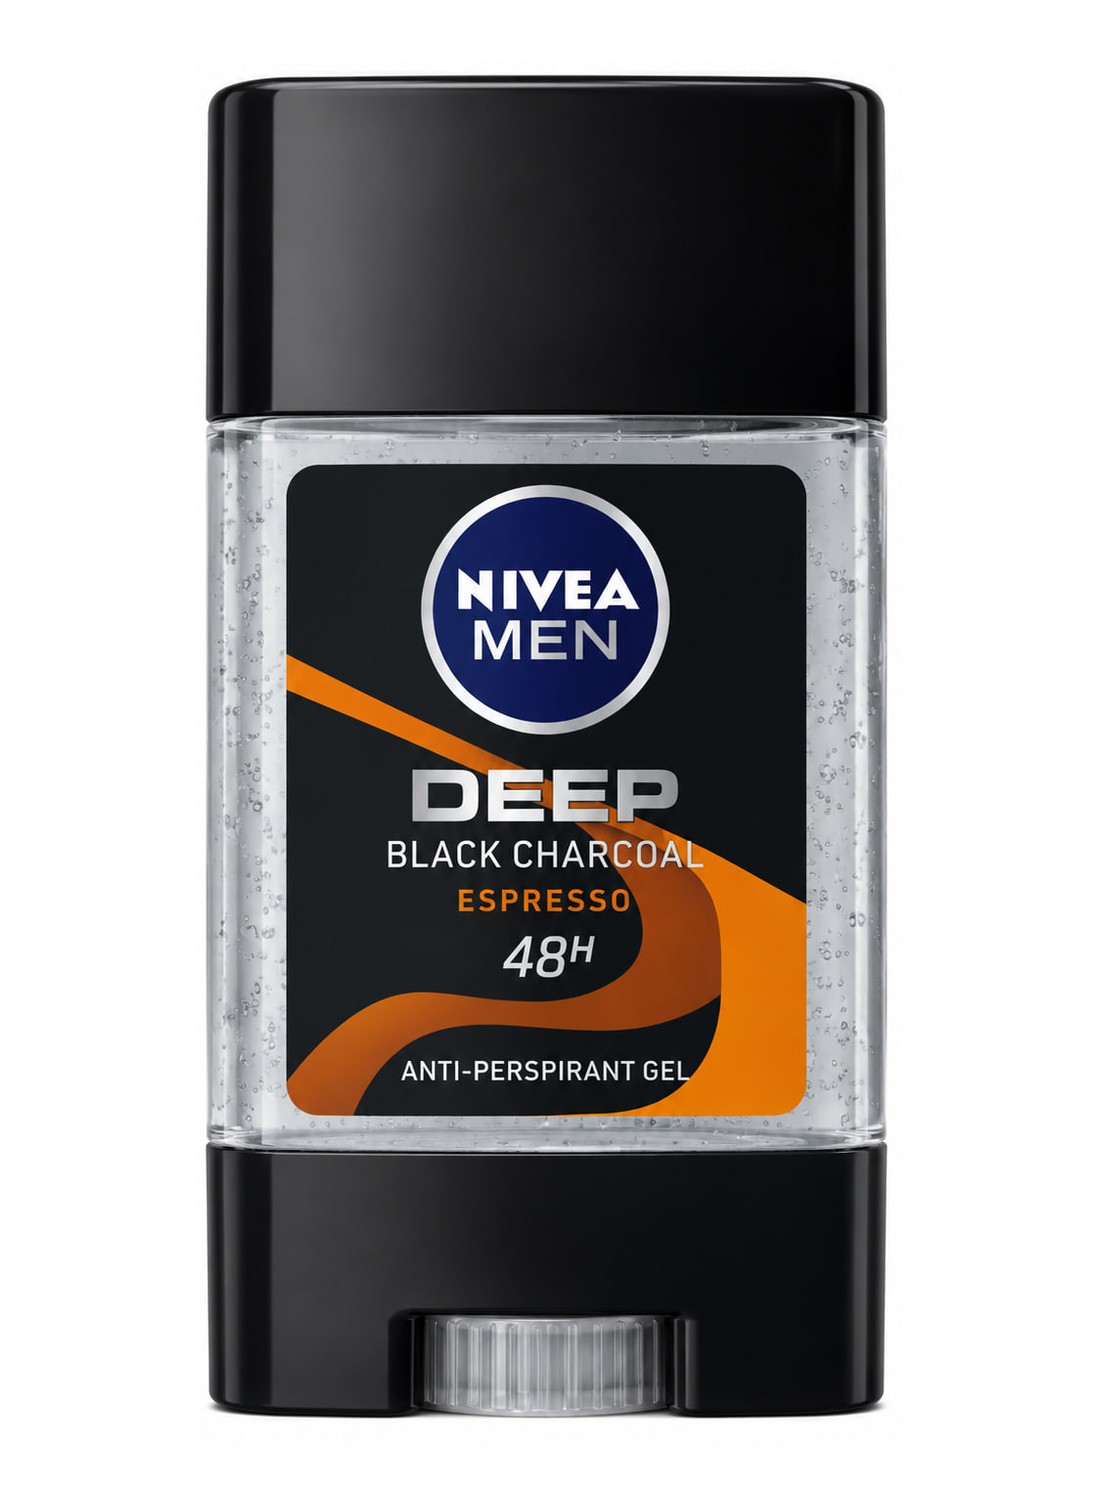 NIVEA
MEN
DEEP
BLACK CHARCOAL
ESPRESSO
48H
ANTI-PERSPIRANT GEL